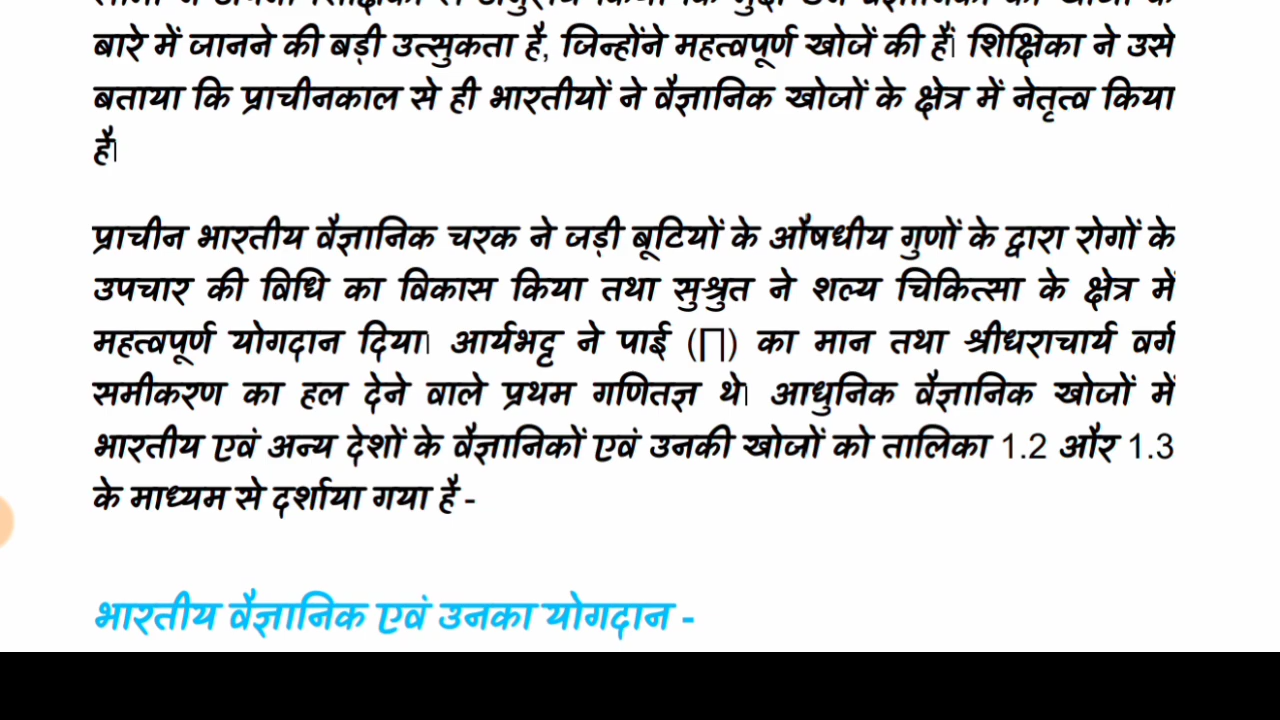 बारे में जानने की बड़ी उत्सुकता है, जिन्होंने महत्वपूर्ण खोजें की हैं। शिक्षिका ने उसे
बताया कि प्राचीनकाल से ही भारतीयों ने वैज्ञानिक खोजों के क्षेत्र में नेतृत्व किया
है।
प्राचीन भारतीय वैज्ञानिक चरक ने जड़ी बूटियों के औषधीय गुणों के द्वारा रोगों के
उपचार की विधि का विकास किया तथा सुश्रुत ने शल्य चिकित्सा के क्षेत्र में
महत्वपूर्ण योगदान दिया। आर्यभट्ट ने पाई (∏) का मान तथा श्रीधराचार्य वर्ग
समीकरण का हल देने वाले प्रथम गणितज्ञ थे। आधुनिक वैज्ञानिक खोजों में
भारतीय एवं अन्य देशों के वैज्ञानिकों एवं उनकी खोजों को तालिका 1.2 और 1.3
के माध्यम से दर्शाया गया है -
भारतीय वैज्ञानिक एवं उनका योगदान -